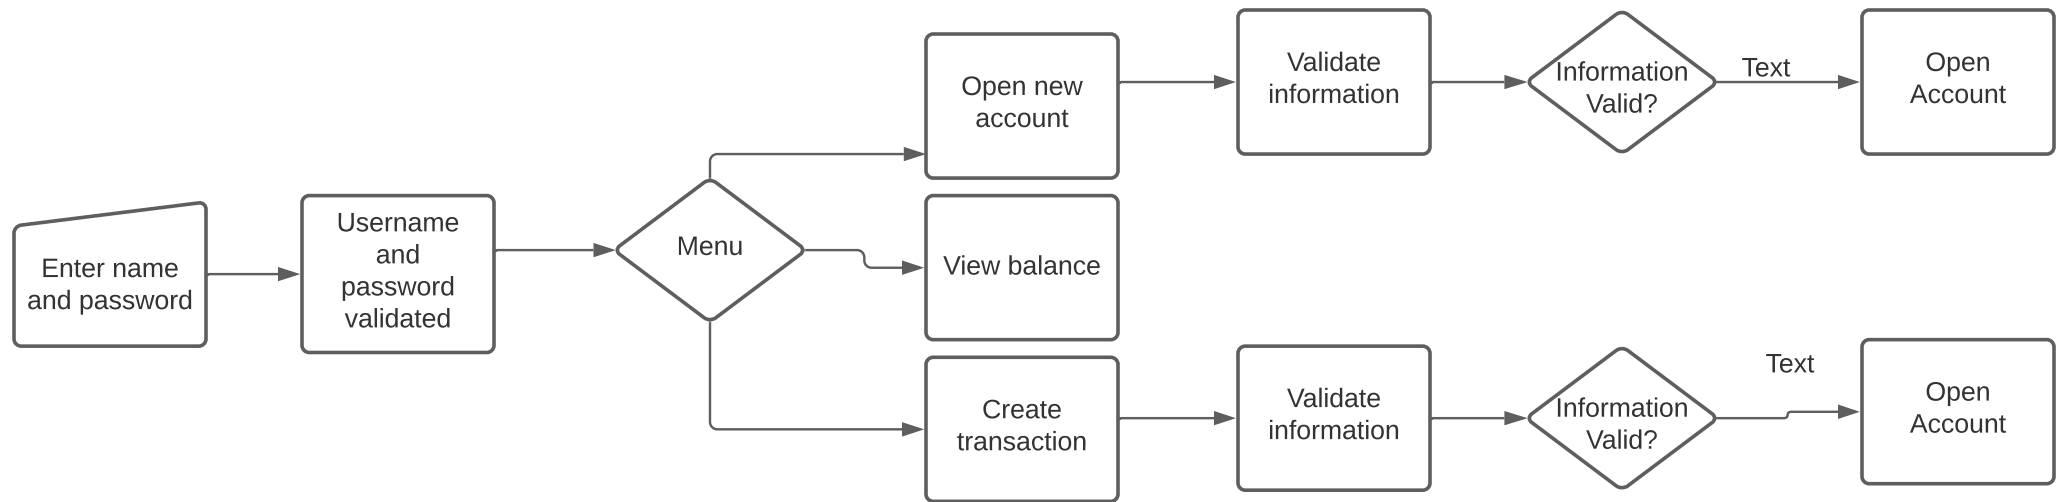 Enter name
and password
Username
and
password
validated
Menu
Open new
account
Validate
information
Information
Valid?
Text
Open
Account
View balance
Create
transaction
Validate
information
Information
Valid?
Text
Open
Account